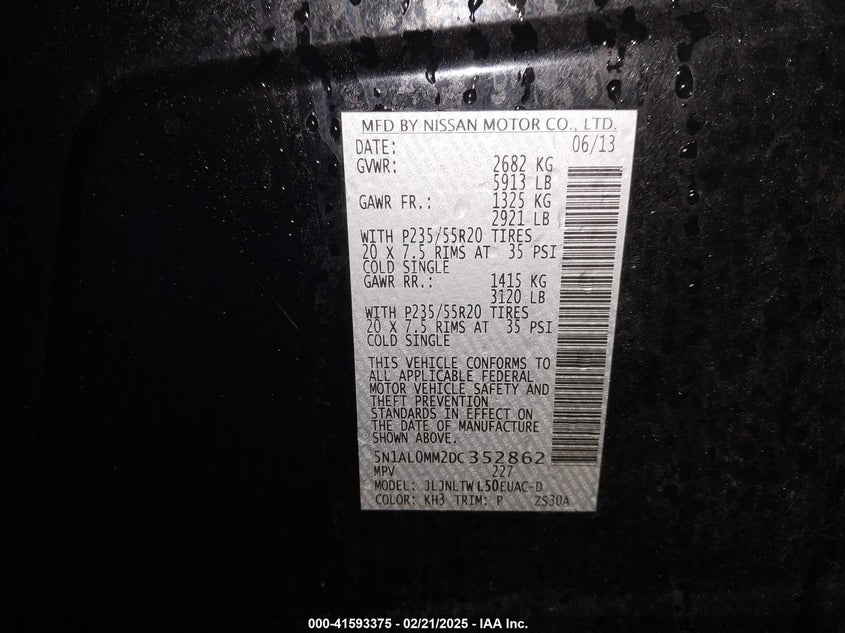 MFD BY NISSAN MOTOR CO., LTD.
DATE: 06/13
GVWR: 2682 KG
5913 LB
GAWR FR.: 1325 KG
2921 LB
WITH P235/55R20 TIRES
20 X 7.5 RIMS AT 35 PSI
COLD SINGLE
GAWR RR.: 1415 KG
3120 LB
WITH P235/55R20 TIRES
20 X 7.5 RIMS AT 35 PSI
COLD SINGLE
THIS VEHICLE CONFORMS TO
ALL APPLICABLE FEDERAL
MOTOR VEHICLE SAFETY AND
THEFT PREVENTION
STANDARDS IN EFFECT ON
THE DATE OF MANUFACTURE
SHOWN ABOVE.
5N1AL0MM2DC352862
MPV 227
MODEL: JLJNLTWL50EUAC-D
COLOR: KH3 TRIM: P ZS30A
000-41593375 - 02/21/2025 - IAA Inc.